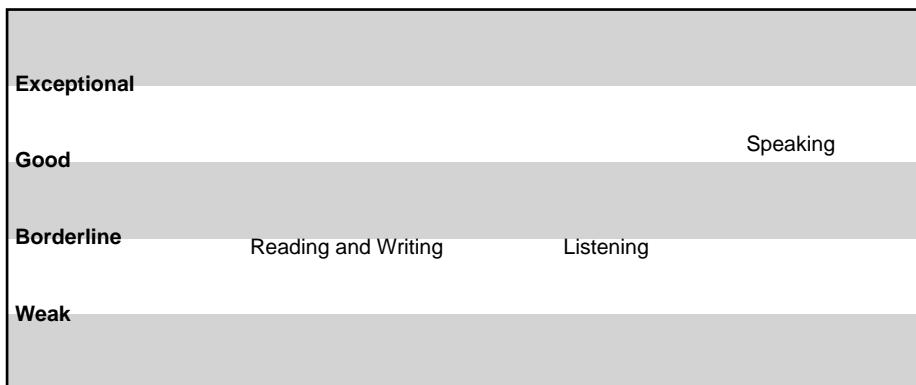 Exceptional
Speaking
Good
Borderline
Reading and Writing Listening
Weak